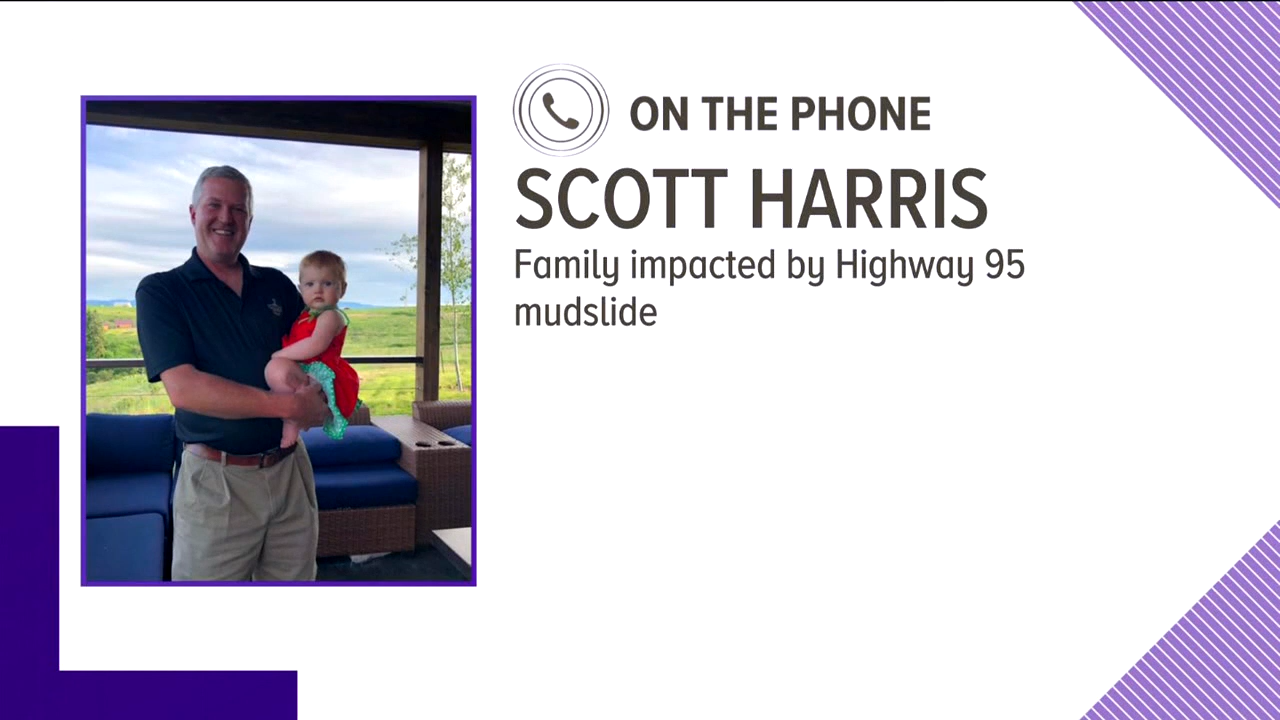 ON THE PHONE
SCOTT HARRIS
Family impacted by Highway 95
mudslide